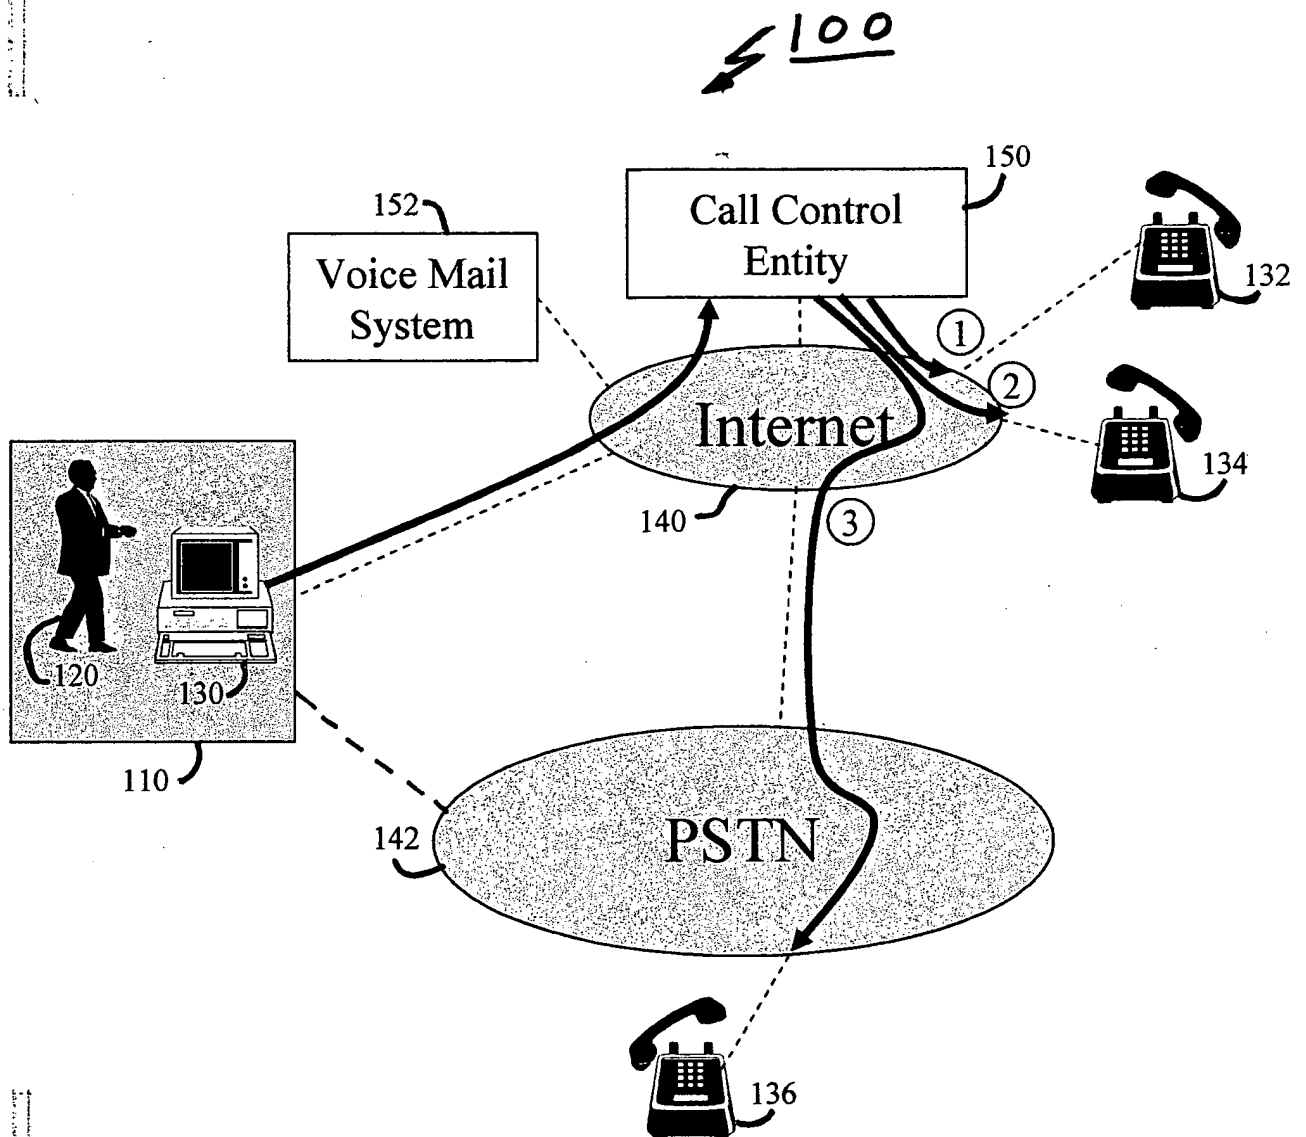 100
150
Call Control
Entity
152
Voice Mail
System
132
1
2
Internet
134
140
3
120
130
110
142
PSTN
136